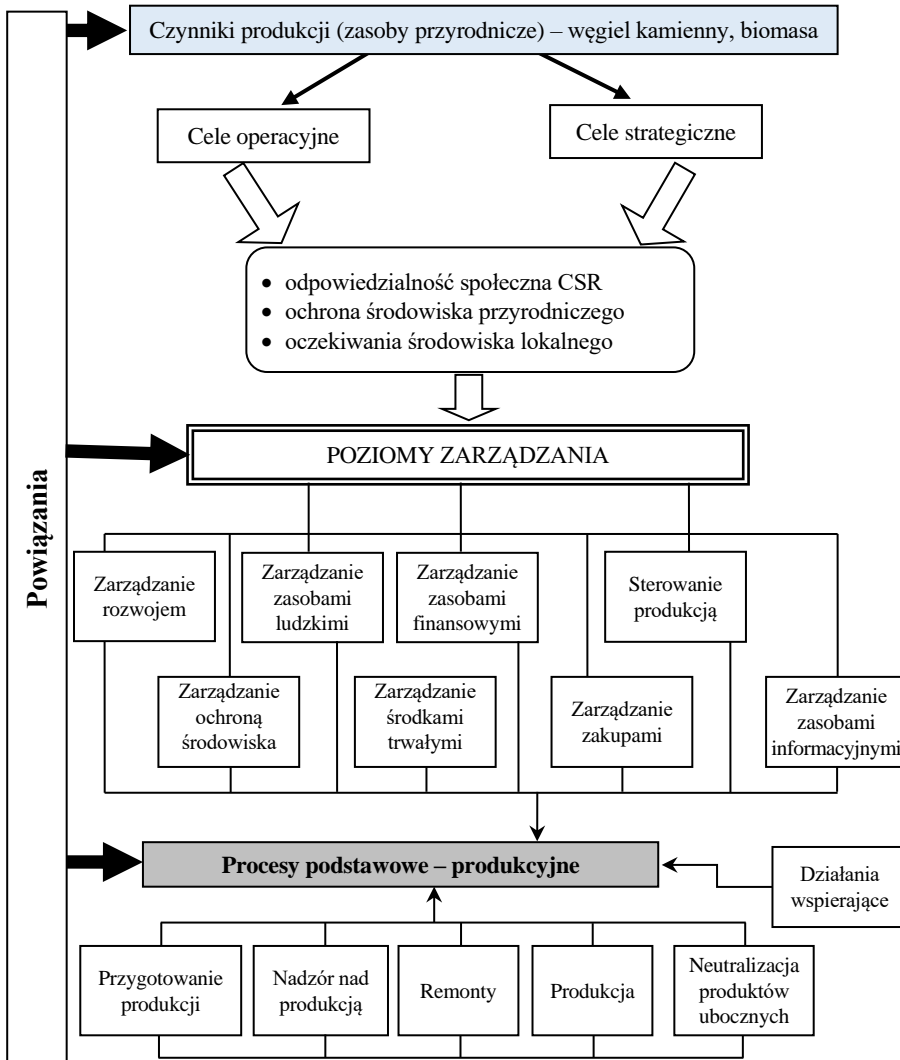 Czynniki produkcji (zasoby przyrodnicze) – węgiel kamienny, biomasa
Cele operacyjne
Cele strategiczne
• odpowiedzialność społeczna CSR
• ochrona środowiska przyrodniczego
• oczekiwania środowiska lokalnego
POZIOMY ZARZĄDZANIA
Powiązania
Zarządzanie
rozwojem
Zarządzanie
zasobami
ludzkimi
Zarządzanie
zasobami
finansowymi
Sterowanie
produkcją
Zarządzanie
ochroną
środowiska
Zarządzanie
środkami
trwałymi
Zarządzanie
zakupami
Zarządzanie
zasobami
informacyjnymi
Procesy podstawowe – produkcyjne
Działania
wspierające
Przygotowanie
produkcji
Nadzór nad
produkcją
Remonty
Produkcja
Neutralizacja
produktów
ubocznych